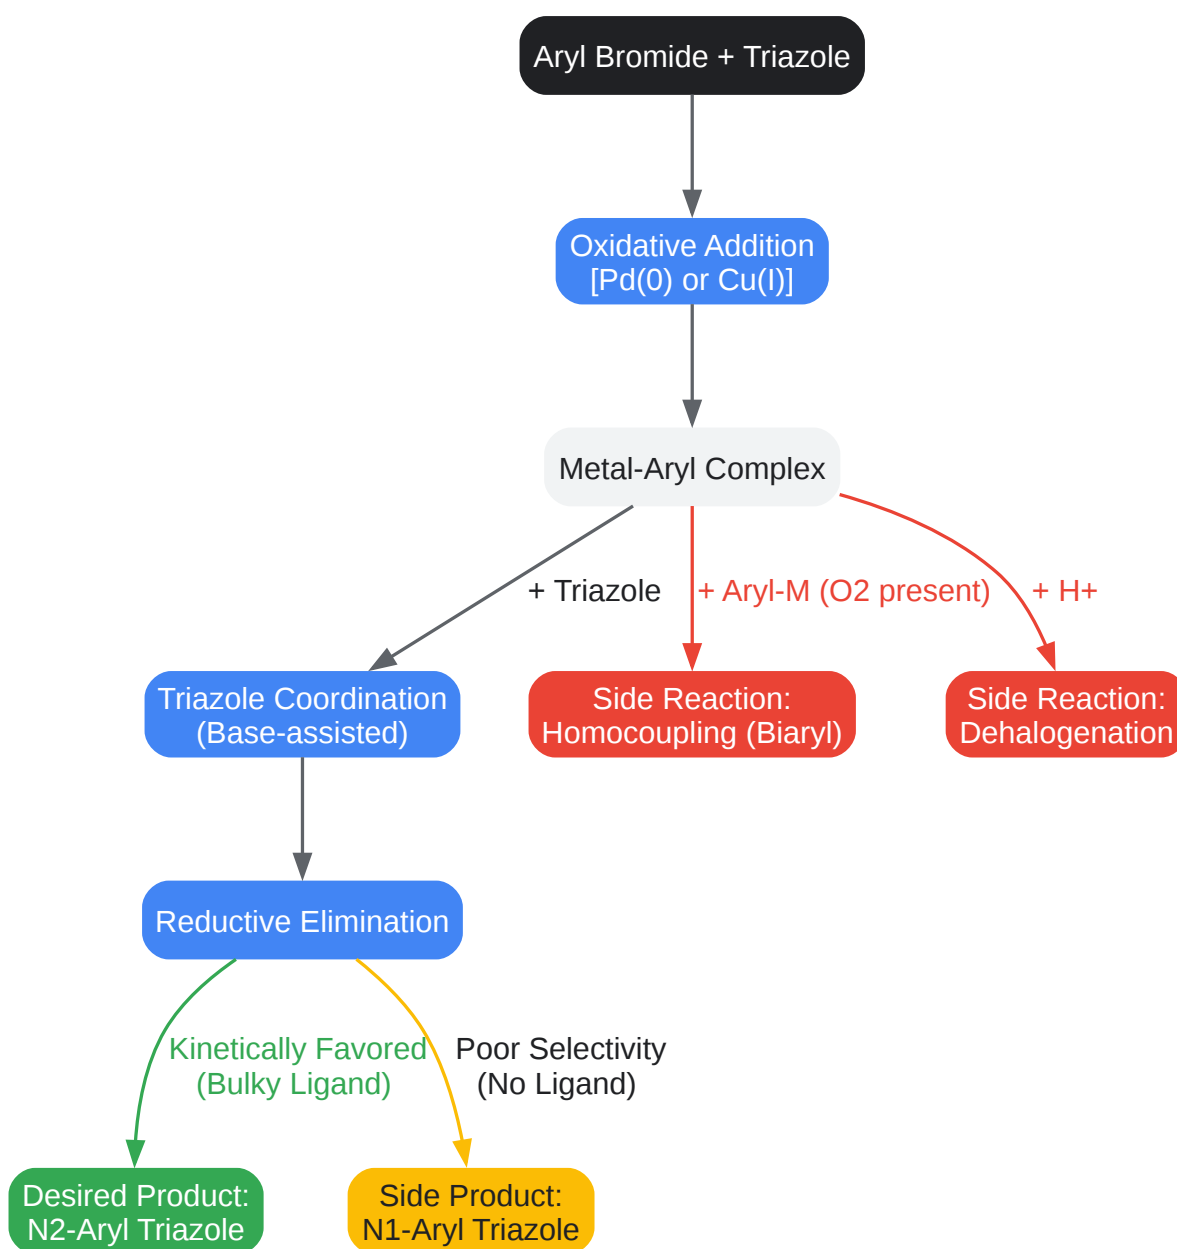 Aryl Bromide + Triazole
Oxidative Addition
[Pd(0) or Cu(I)]
Metal-Aryl Complex
+ Triazole
+ Aryl-M (O2 present)
+ H+
Triazole Coordination
(Base-assisted)
Side Reaction:
Homocoupling (Biaryl)
Side Reaction:
Dehalogenation
Reductive Elimination
Kinetically Favored
(Bulky Ligand)
Poor Selectivity
(No Ligand)
Desired Product:
N2-Aryl Triazole
Side Product:
N1-Aryl Triazole